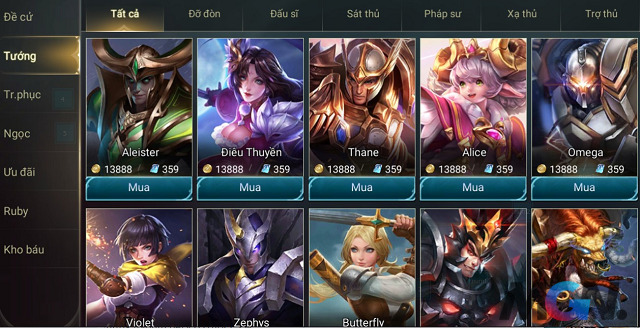 Đề cử
Tướng
Tr.phục
Ngọc
Ưu đãi
Ruby
Kho báu
Tất cả Đỡ đòn Đấu sĩ Sát thủ Pháp sư Xạ thủ Trợ thủ
Aleister Điêu Thuyền Thane Alice Omega
13888 359 13888 359 13888 359 13888 359 13888 359
Mua Mua Mua Mua Mua
Violet Zephys Butterfly